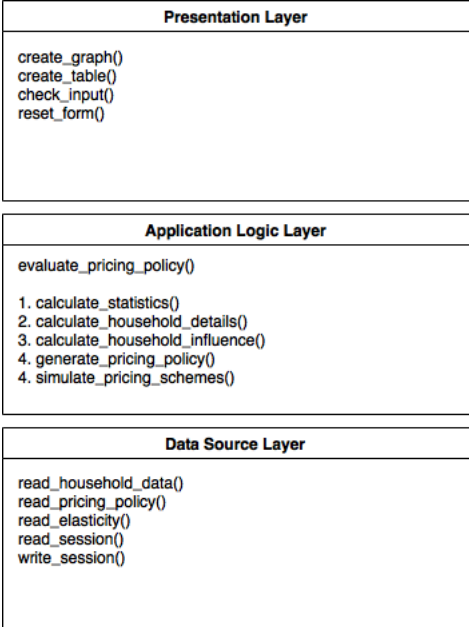 Presentation Layer
create_graph()
create_table()
check_input()
reset_form()
Application Logic Layer
evaluate_pricing_policy()
1. calculate_statistics()
2. calculate_household_details()
3. calculate_household_influence()
4. generate_pricing_policy()
4. simulate_pricing_schemes()
Data Source Layer
read_household_data()
read_pricing_policy()
read_elasticity()
read_session()
write_session()